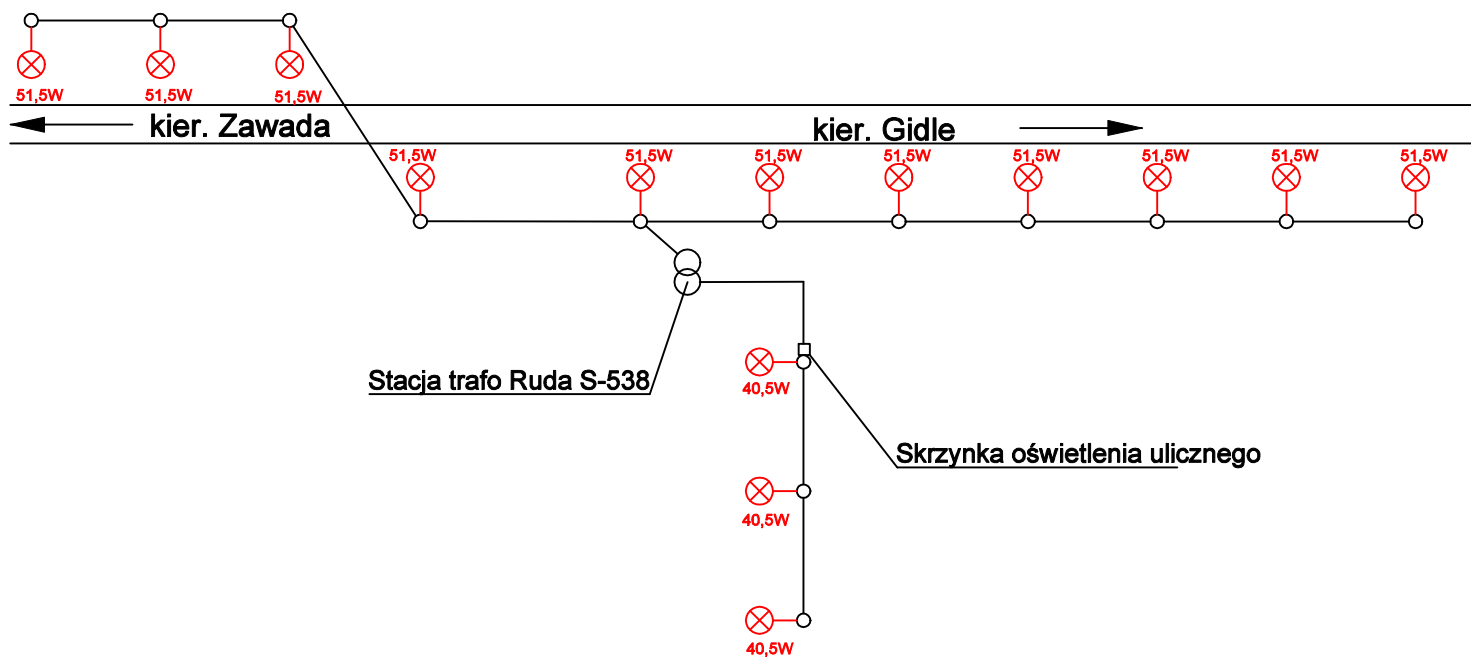 51,5W 51,5W 51,5W
kier. Zawada kier. Gidle
51,5W 51,5W 51,5W 51,5W 51,5W 51,5W 51,5W 51,5W
Stacja trafo Ruda S-538
40,5W
Skrzynka oświetlenia ulicznego
40,5W
40,5W